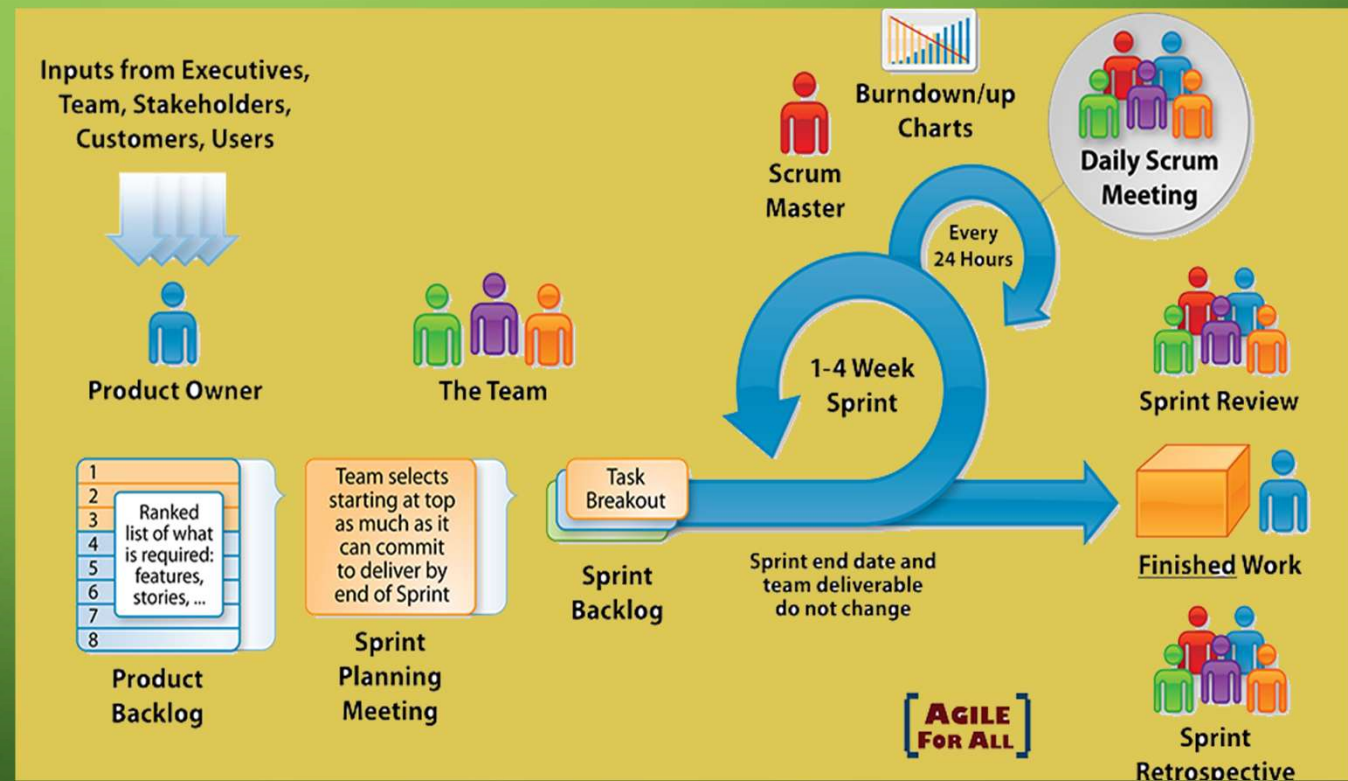 Inputs from Executives,
Team, Stakeholders,
Customers, Users
Product Owner
The Team
Scrum
Master
Burndown/up
Charts
Daily Scrum
Meeting
Every
24 Hours
1-4 Week
Sprint
Sprint Review
1
2
3
4
5
6
7
8
Ranked
list of what
is required:
features,
stories, ...
Product
Backlog
Team selects
starting at top
as much as it
can commit
to deliver by
end of Sprint
Sprint
Planning
Meeting
Task
Breakout
Sprint
Backlog
Sprint end date and
team deliverable
do not change
Finished Work
AGILE
FOR ALL
Sprint
Retrospective